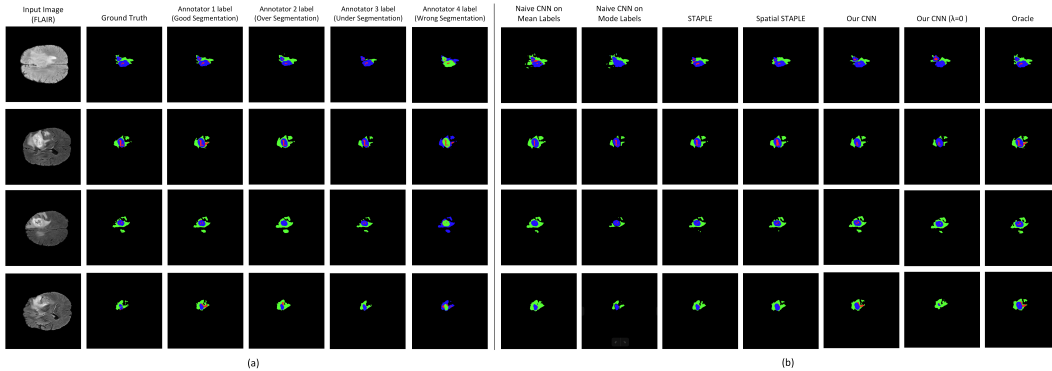 Input Image
(FLAIR)
Ground Truth
Annotator 1 label
(Good Segmentation)
Annotator 2 label
(Over Segmentation)
Annotator 3 label
(Under Segmentation)
Annotator 4 label
(Wrong Segmentation)
Naive CNN on
Mean Labels
Naive CNN on
Mode Labels
STAPLE
Spatial STAPLE
Our CNN
Our CNN (λ=0 )
Oracle
(a)
(b)